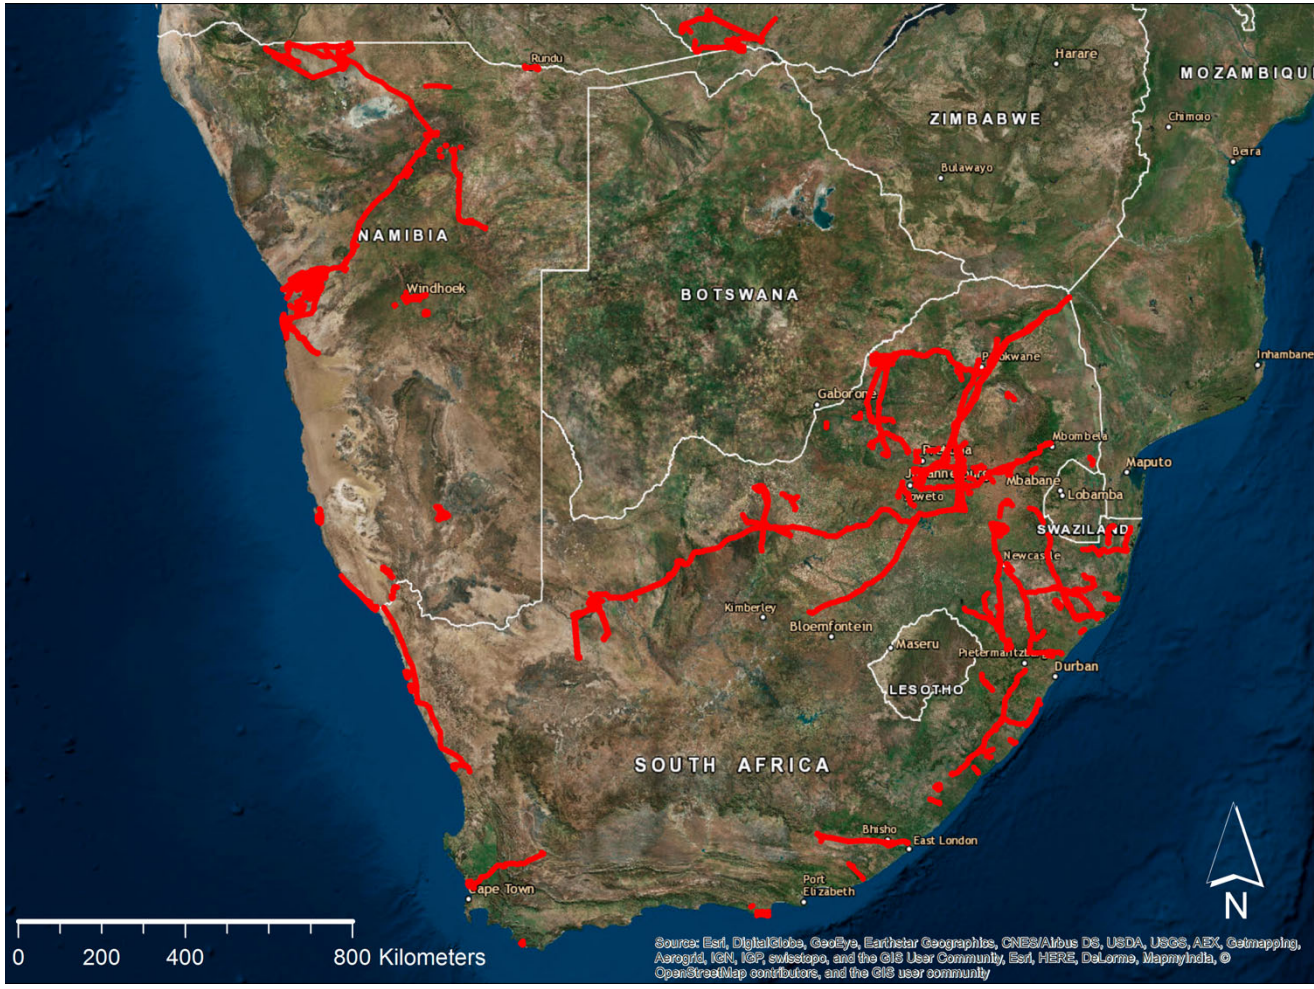 Rundu
Harare
MOZAMBIQU
Chimoio
ZIMBABWE
Beira
Bulawayo
NAMIBIA
Windhoek
BOTSWANA
Inhambane
Gaborone
Mbombela
Maputo
Mbabane
Lobamba
Soweto
SWAZILAND
Newcastle
Kimberley
Bloemfontein
Maseru
Durban
LESOTHO
SOUTH AFRICA
Bhisho
East London
Port
Elizabeth
Cape Town
N
0 200 400 800 Kilometers
Source: Esri, DigitalGlobe, GeoEye, Earthstar Geographics, CNES/Airbus DS, USDA, USGS, AEX, Getmapping,
Aerogrid, IGN, IGP, swisstopo, and the GIS User Community, Esri, HERE, DeLorme, MapmyIndia, ©
OpenStreetMap contributors, and the GIS user community